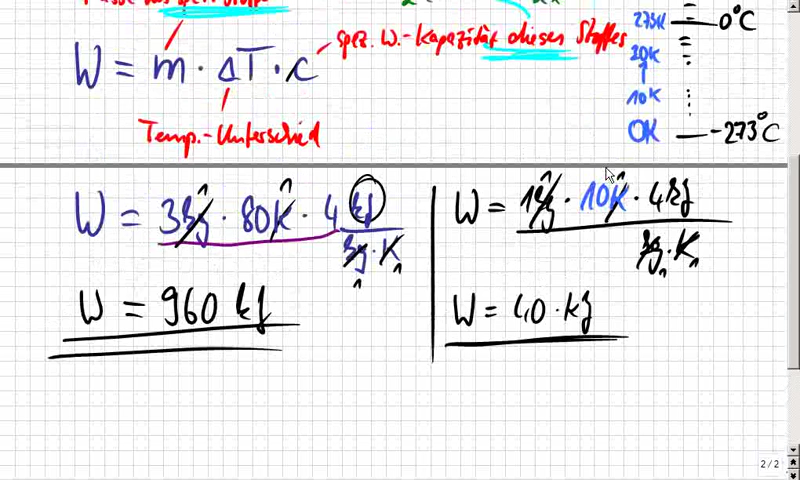 273K 0°C
spez. W.-Kapazität dieses Stoffes
W = m · ΔT · c
20K
10K
Temp.-Unterschied
0K -273°C
W = 3kg · 80K · 4 kJ
kg · K
W = 960 kJ
W = 1kg · 10K · 4kJ
kg · K
W = 40 · kJ
2 / 2